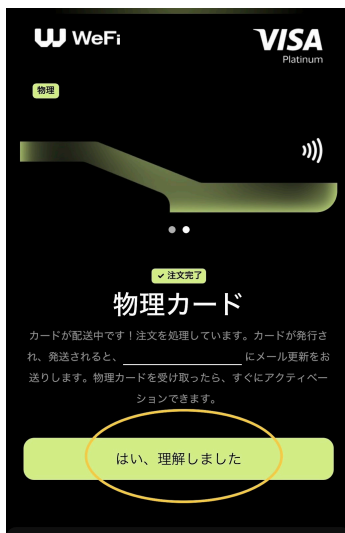 WeFi
VISA
Platinum
物理
注文完了
物理カード
カードが配送中です！注文を処理しています。カードが発行さ
れ、発送されると、 にメール更新をお
送りします。物理カードを受け取ったら、すぐにアクティベー
ションできます。
はい、理解しました